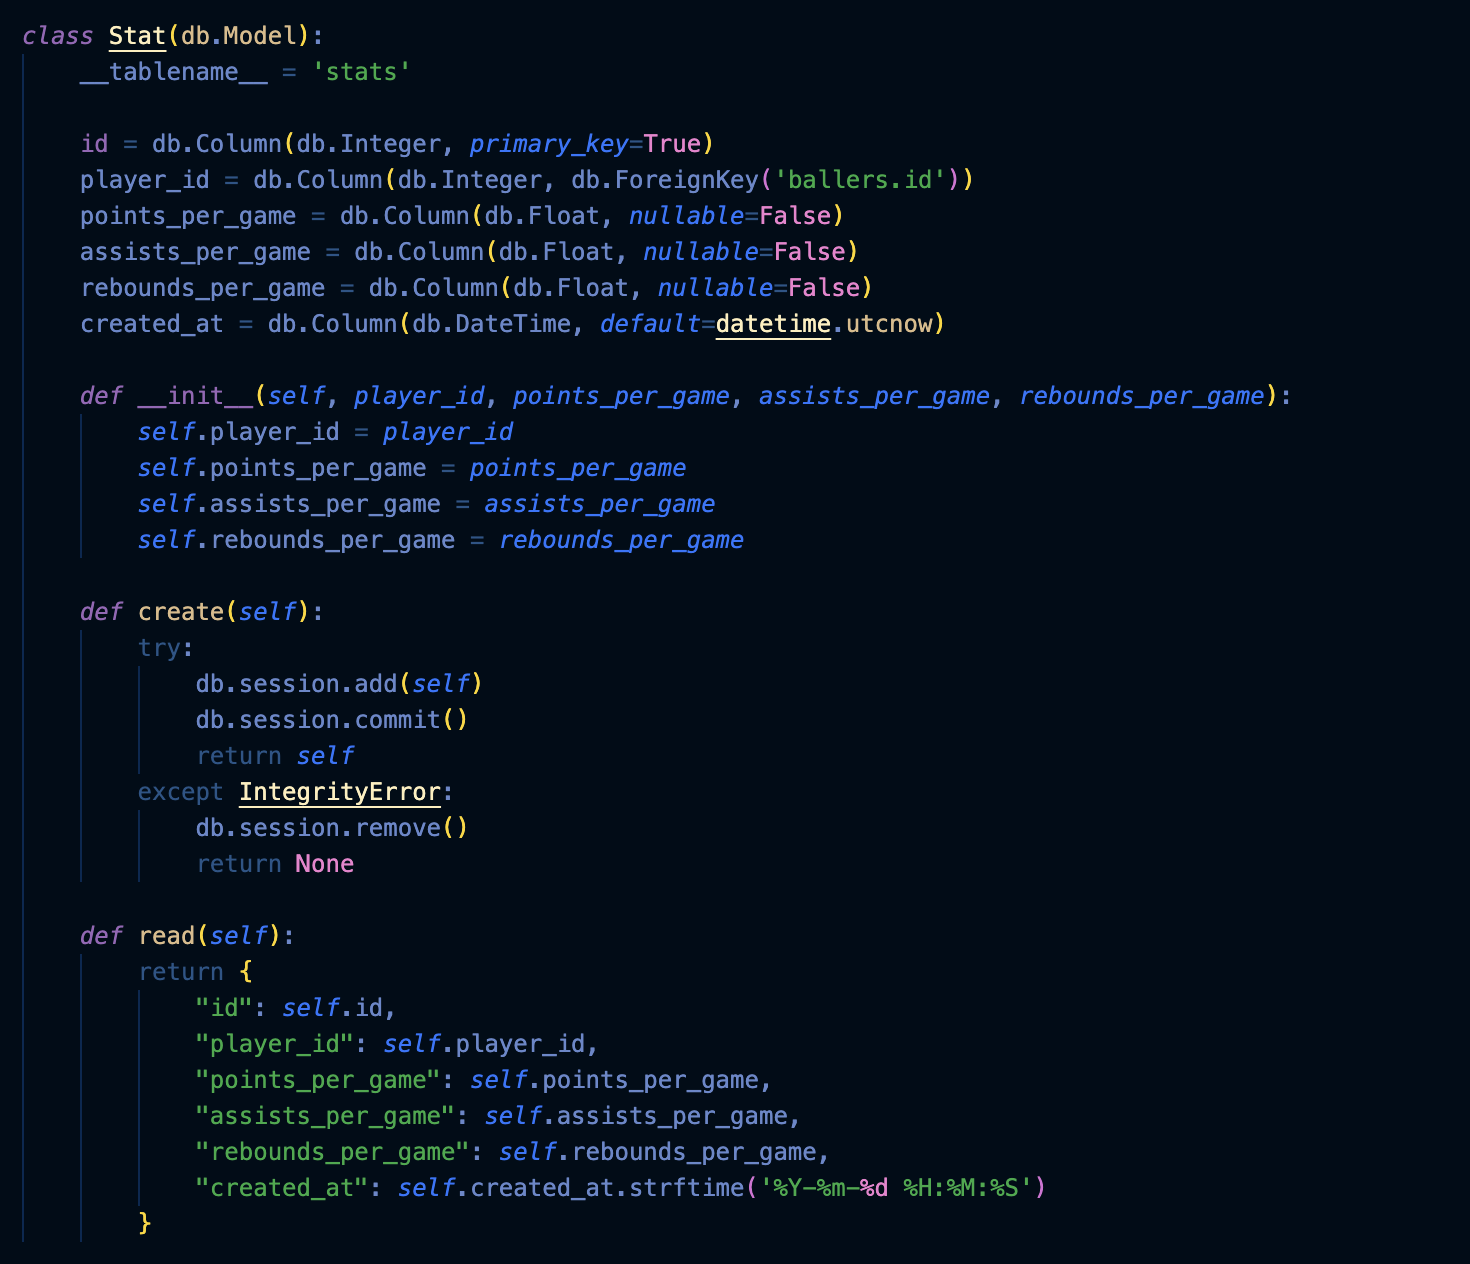 class Stat(db.Model):
    __tablename__ = 'stats'

    id = db.Column(db.Integer, primary_key=True)
    player_id = db.Column(db.Integer, db.ForeignKey('ballers.id'))
    points_per_game = db.Column(db.Float, nullable=False)
    assists_per_game = db.Column(db.Float, nullable=False)
    rebounds_per_game = db.Column(db.Float, nullable=False)
    created_at = db.Column(db.DateTime, default=datetime.utcnow)

    def __init__(self, player_id, points_per_game, assists_per_game, rebounds_per_game):
        self.player_id = player_id
        self.points_per_game = points_per_game
        self.assists_per_game = assists_per_game
        self.rebounds_per_game = rebounds_per_game

    def create(self):
        try:
            db.session.add(self)
            db.session.commit()
            return self
        except IntegrityError:
            db.session.remove()
            return None

    def read(self):
        return {
            "id": self.id,
            "player_id": self.player_id,
            "points_per_game": self.points_per_game,
            "assists_per_game": self.assists_per_game,
            "rebounds_per_game": self.rebounds_per_game,
            "created_at": self.created_at.strftime('%Y-%m-%d %H:%M:%S')
        }